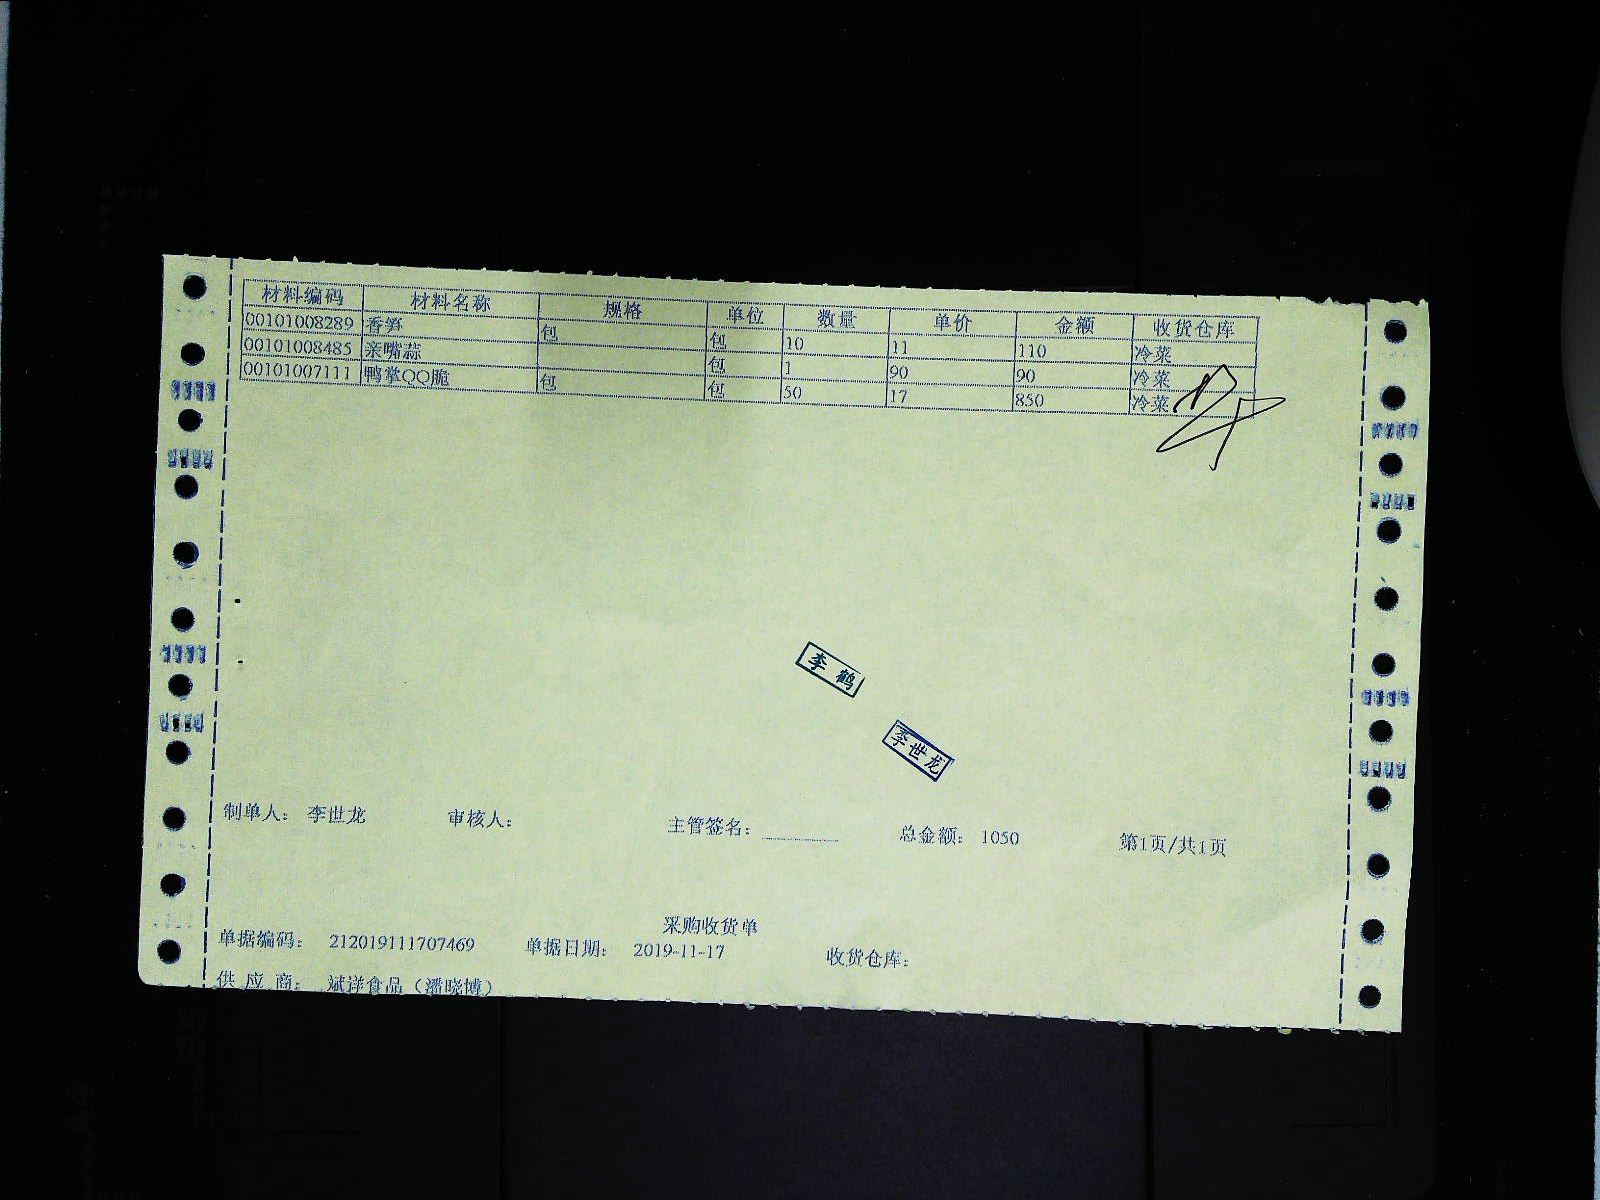 材料编码 材料名称 规格 单位 数量 单价 金额 收货仓库
00101008289 香笋 包 包 10 11 110 冷菜
00101008485 亲嘴蒜 包 1 90 90 冷菜
00101007111 鸭掌QQ脆 包 包 50 17 850 冷菜
李鹤
李世龙
制单人: 李世龙 审核人: 主管签名: 总金额: 1050 第1页/共1页
采购收货单
单据编码: 212019111707469 单据日期: 2019-11-17 收货仓库:
供应商: 斌详食品（潘晓博）